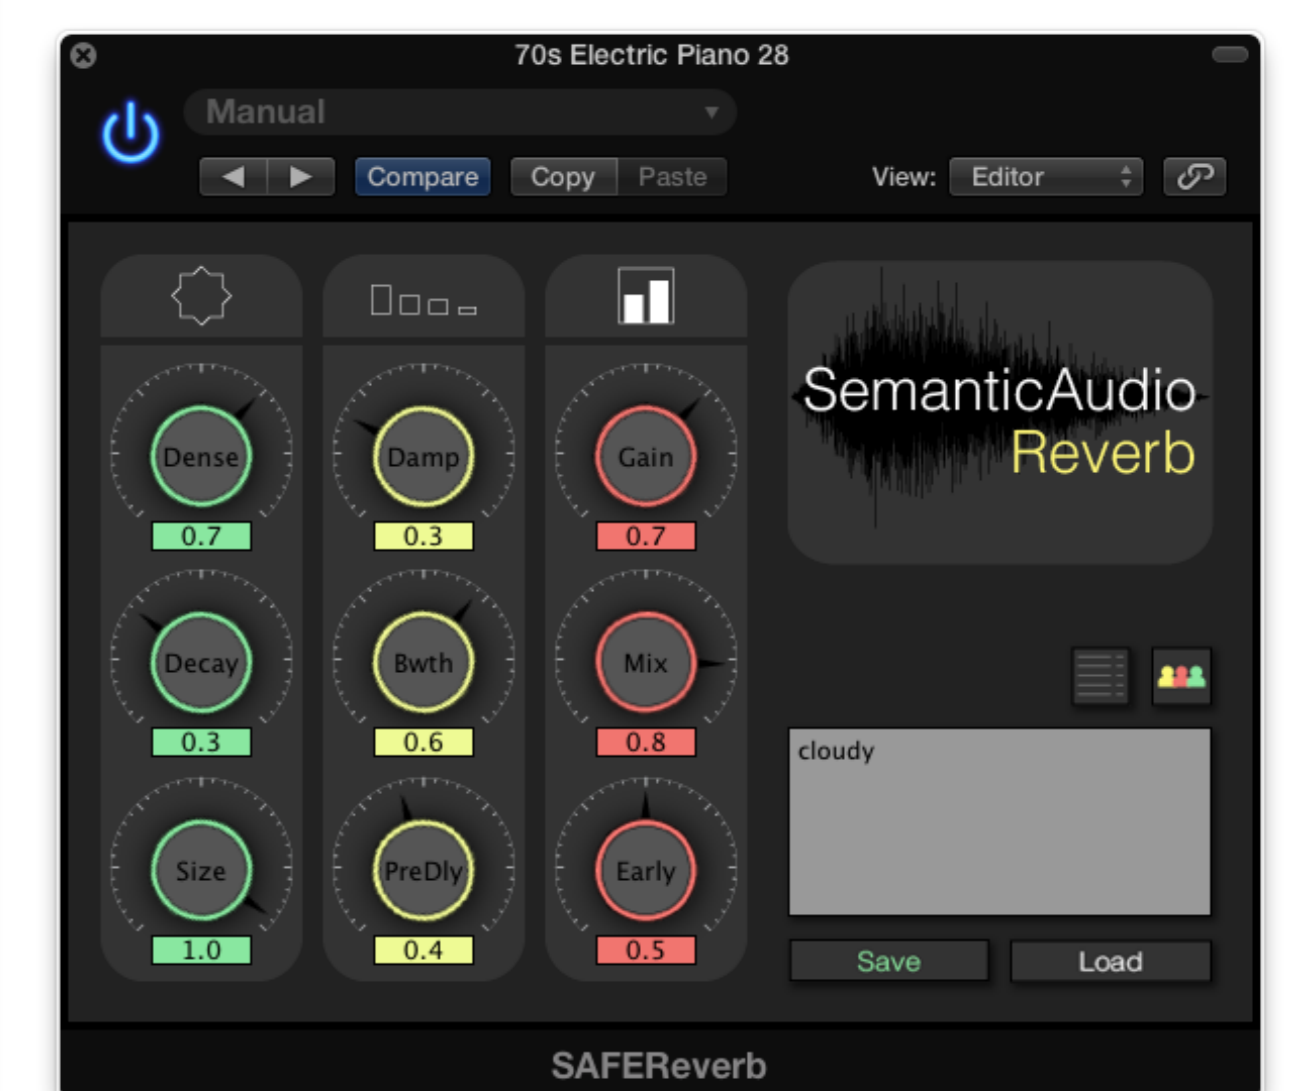 70s Electric Piano 28
Manual
Compare Copy Paste View: Editor
SemanticAudio
Reverb
Dense Damp Gain
0.7 0.3 0.7
Decay Bwth Mix
0.3 0.6 0.8
cloudy
Size PreDly Early
1.0 0.4 0.5
Save Load
SAFEReverb